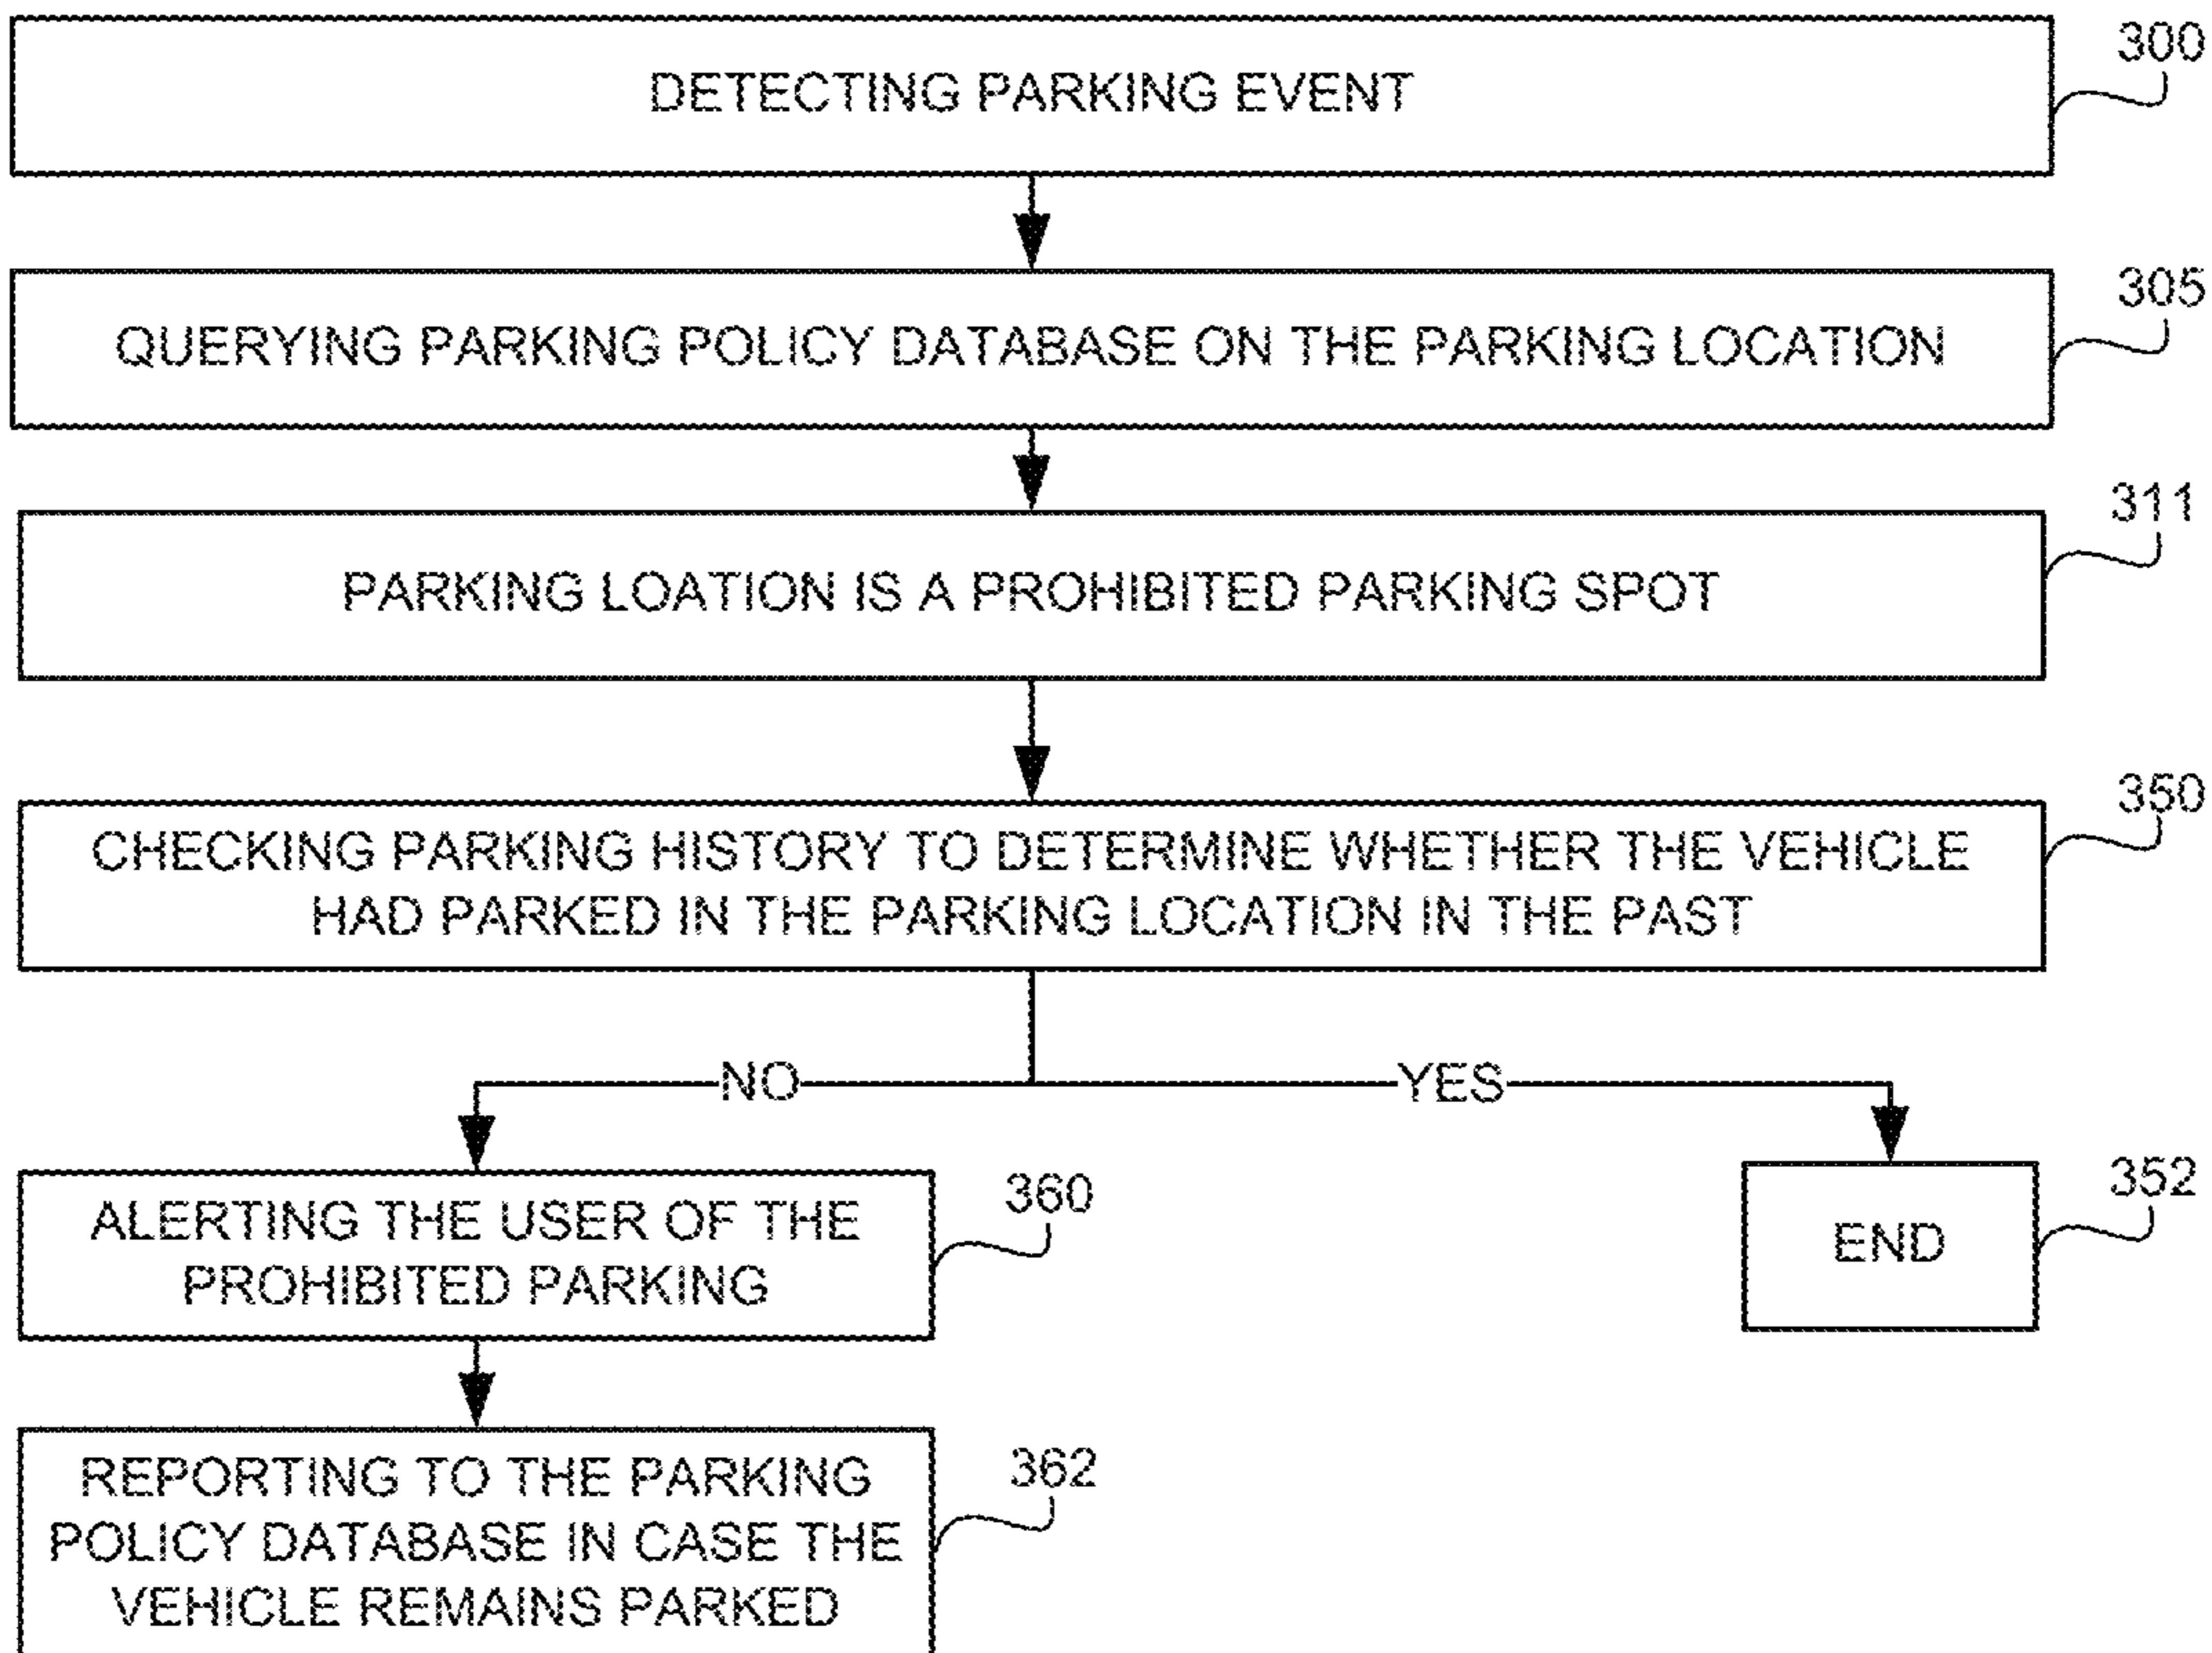 300
DETECTING PARKING EVENT
305
QUERYING PARKING POLICY DATABASE ON THE PARKING LOCATION
311
PARKING LOATION IS A PROHIBITED PARKING SPOT
350
CHECKING PARKING HISTORY TO DETERMINE WHETHER THE VEHICLE
HAD PARKED IN THE PARKING LOCATION IN THE PAST
NO
YES
360
ALERTING THE USER OF THE
PROHIBITED PARKING
352
END
362
REPORTING TO THE PARKING
POLICY DATABASE IN CASE THE
VEHICLE REMAINS PARKED